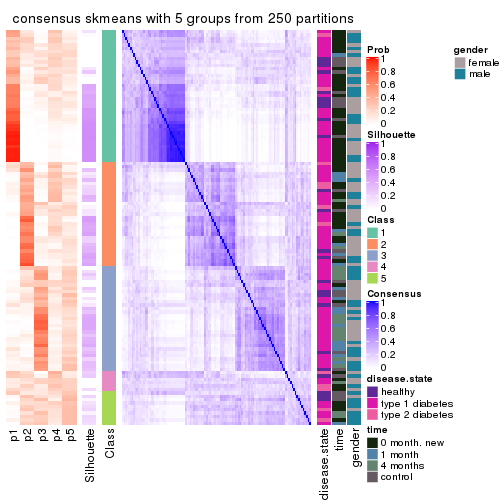 consensus skmeans with 5 groups from 250 partitions
Prob
1
0.8
0.6
0.4
0.2
0
gender
female
male
Silhouette
1
0.8
0.6
0.4
0.2
0
Class
1
2
3
4
5
Consensus
1
0.8
0.6
0.4
0.2
0
disease.state
healthy
type 1 diabetes
type 2 diabetes
time
0 month. new
1 month
4 months
control
p1
p2
p3
p4
p5
Silhouette
Class
disease.state
time
gender